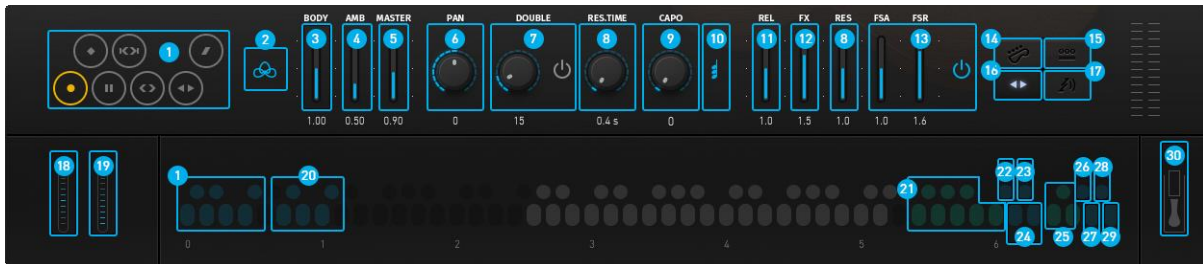 BODY AMB MASTER PAN DOUBLE RES.TIME CAPO REL FX RES FSA FSR
1 2 3 4 5 6 7 8 9 10 11 12 8 13 14 15
16 17
1.00 0.50 0.90 0 15 0.4 s 0 1.0 1.5 1.0 1.0 1.6
18 19 1 20 21 22 23 26 28 30
24 25 27 29
0 1 2 3 4 5 6